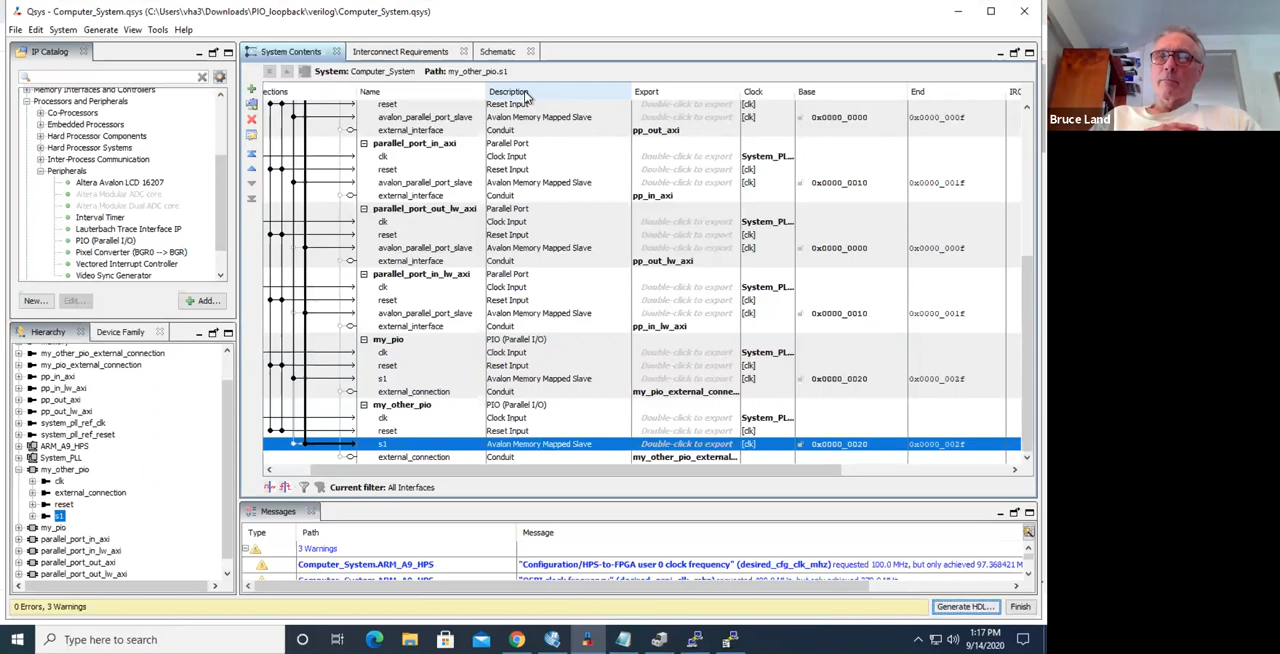 Qsys - Computer_System.qsys (C:\Users\vha3\Downloads\PIO_loopback\verilog\Computer_System.qsys)
File Edit System Generate View Tools Help
IP Catalog
System Contents Interconnect Requirements Schematic
System: Computer_System Path: my_other_pio.s1
Memory Interfaces and Controllers
Processors and Peripherals
Co-Processors
Embedded Processors
Hard Processor Components
Hard Processor Systems
Inter-Process Communication
Peripherals
Altera Avalon LCD 16207
Altera Modular ADC core
Altera Modular Dual ADC core
Interval Timer
Lauterbach Trace Interface IP
PIO (Parallel I/O)
Pixel Converter (BGR0 --> BGR)
Vectored Interrupt Controller
Video Sync Generator
New... Edit... Add...
Hierarchy Device Family
my_other_pio_external_connection
my_pio_external_connection
pp_in_axi
pp_in_lw_axi
pp_out_axi
pp_out_lw_axi
system_pll_ref_clk
system_pll_ref_reset
ARM_A9_HPS
System_PLL
my_other_pio
clk
external_connection
reset
s1
my_pio
parallel_port_in_axi
parallel_port_in_lw_axi
parallel_port_out_axi
parallel_port_out_lw_axi
ections Name Description Export Clock Base End IRC
reset Reset Input Double-click to export [clk]
avalon_parallel_port_slave Avalon Memory Mapped Slave Double-click to export [clk] 0x0000_0000 0x0000_000f
external_interface Conduit pp_out_axi
parallel_port_in_axi Parallel Port
clk Clock Input Double-click to export System_PL...
reset Reset Input Double-click to export [clk]
avalon_parallel_port_slave Avalon Memory Mapped Slave Double-click to export [clk] 0x0000_0010 0x0000_001f
external_interface Conduit pp_in_axi
parallel_port_out_lw_axi Parallel Port
clk Clock Input Double-click to export System_PL...
reset Reset Input Double-click to export [clk]
avalon_parallel_port_slave Avalon Memory Mapped Slave Double-click to export [clk] 0x0000_0000 0x0000_000f
external_interface Conduit pp_out_lw_axi
parallel_port_in_lw_axi Parallel Port
clk Clock Input Double-click to export System_PL...
reset Reset Input Double-click to export [clk]
avalon_parallel_port_slave Avalon Memory Mapped Slave Double-click to export [clk] 0x0000_0010 0x0000_001f
external_interface Conduit pp_in_lw_axi
my_pio PIO (Parallel I/O)
clk Clock Input Double-click to export System_PL...
reset Reset Input Double-click to export [clk]
s1 Avalon Memory Mapped Slave Double-click to export [clk] 0x0000_0020 0x0000_002f
external_connection Conduit my_pio_external_conne...
my_other_pio PIO (Parallel I/O)
clk Clock Input Double-click to export System_PL...
reset Reset Input Double-click to export [clk]
s1 Avalon Memory Mapped Slave Double-click to export [clk] 0x0000_0020 0x0000_002f
external_connection Conduit my_other_pio_external...
Current filter: All Interfaces
Messages
Type Path Message
3 Warnings
Computer_System.ARM_A9_HPS "Configuration/HPS-to-FPGA user 0 clock frequency" (desired_cfg_clk_mhz) requested 100.0 MHz, but only achieved 97.368421 M
0 Errors, 3 Warnings
Generate HDL... Finish
Type here to search
1:17 PM
9/14/2020
Bruce Land